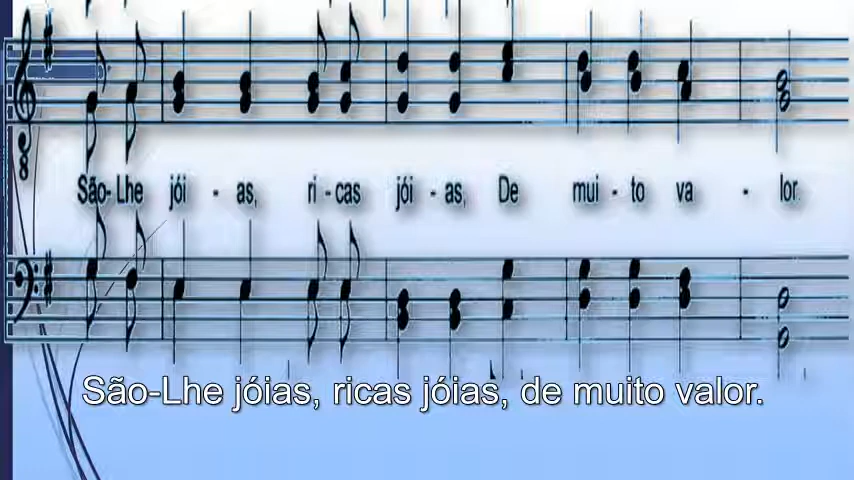 São-Lhe jói - as, ri - cas jói - as, De mui - to va - lor.
São-Lhe jóias, ricas jóias, de muito valor.